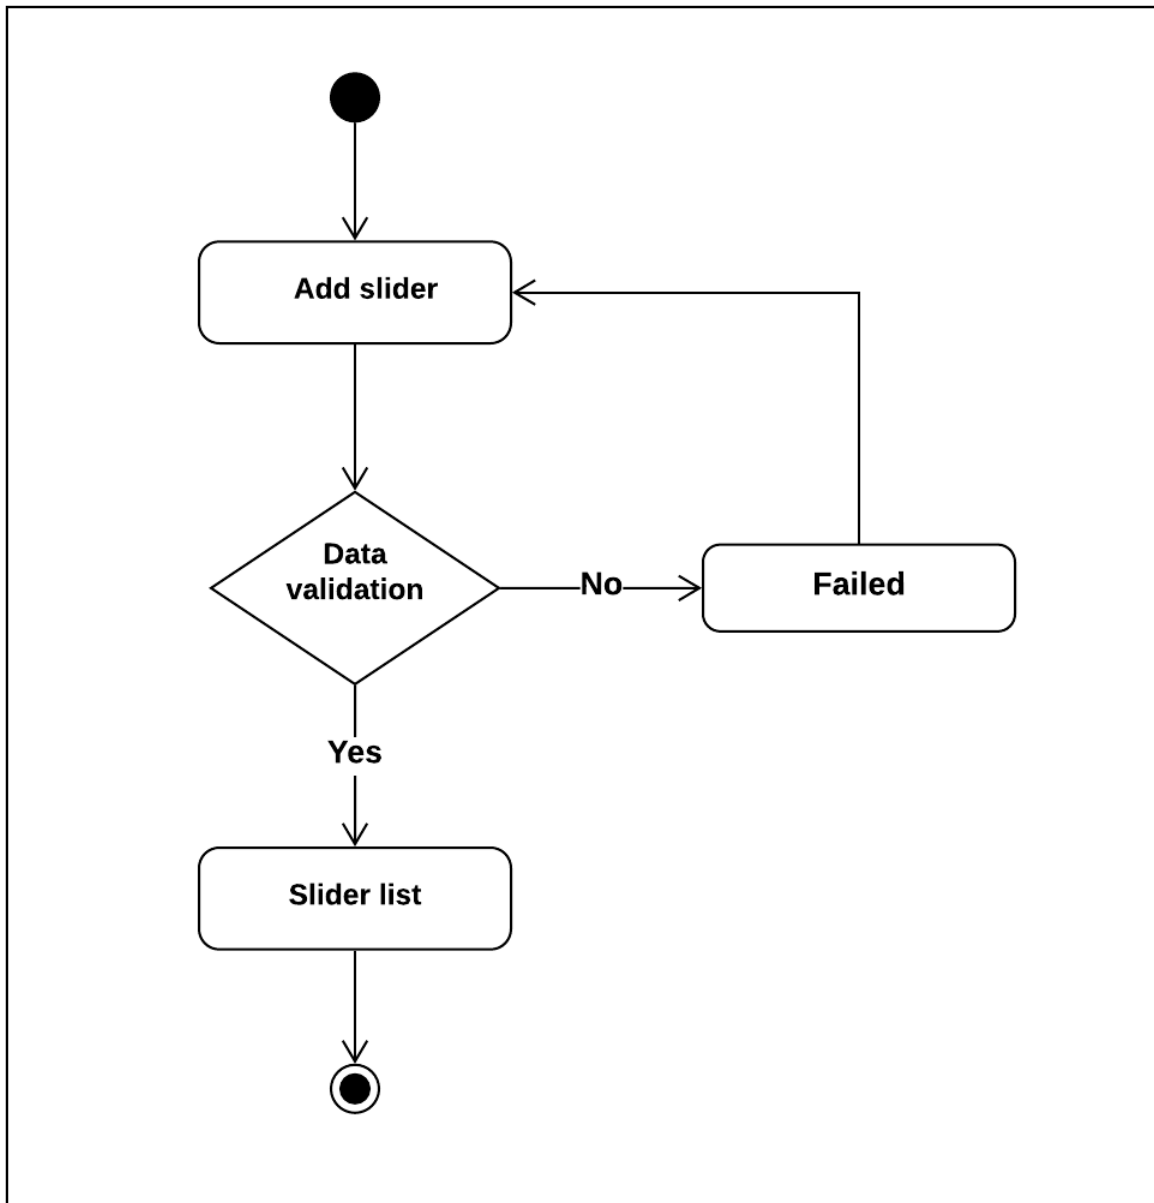 Add slider
Data
validation
No
Failed
Yes
Slider list